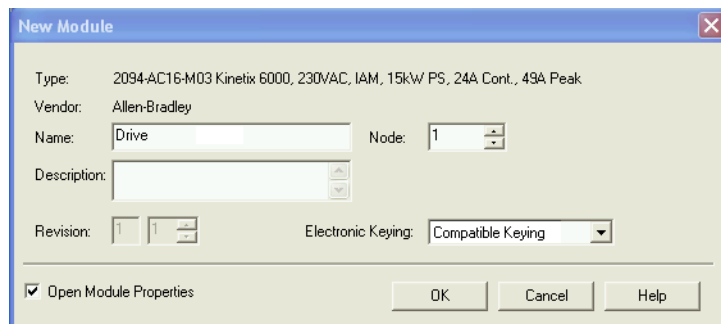 New Module
Type: 2094-AC16-M03 Kinetix 6000, 230VAC, IAM, 15kW PS, 24A Cont., 49A Peak
Vendor: Allen-Bradley
Name: Drive Node: 1
Description:
Revision: 1 1 Electronic Keying: Compatible Keying
Open Module Properties OK Cancel Help